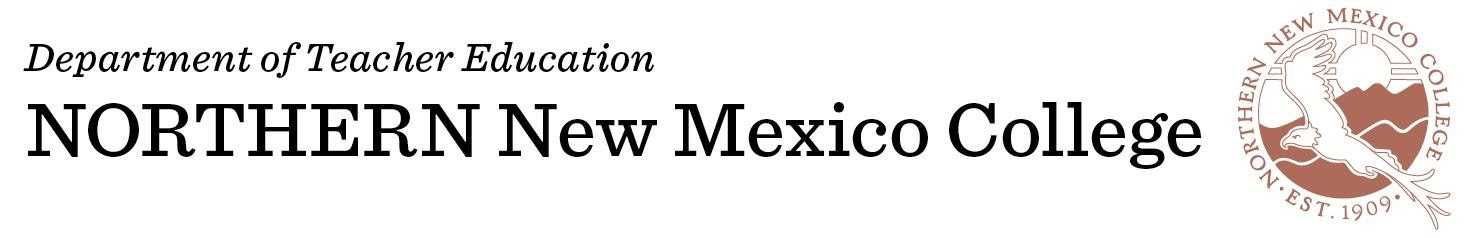 Department of Teacher Education
NORTHERN New Mexico College
NORTHERN NEW MEXICO COLLEGE
· EST. 1909 ·